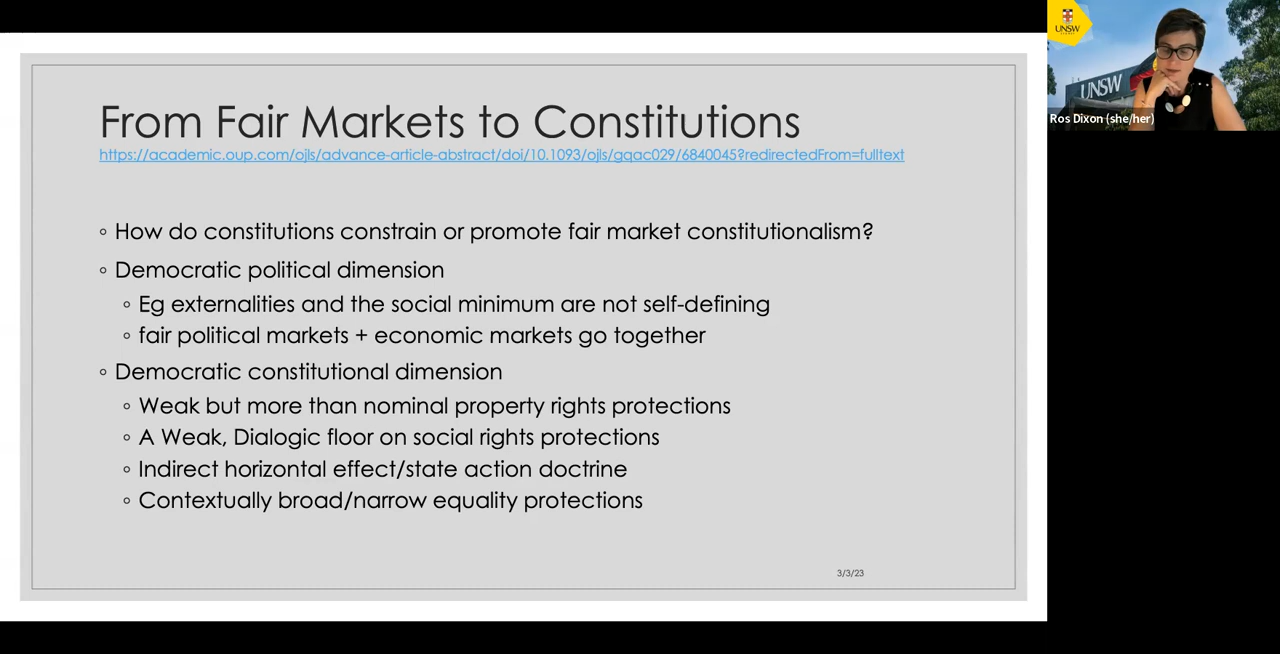 From Fair Markets to Constitutions
https://academic.oup.com/ojls/advance-article-abstract/doi/10.1093/ojls/gqac029/6840045?redirectedFrom=fulltext
◦ How do constitutions constrain or promote fair market constitutionalism?
◦ Democratic political dimension
◦ Eg externalities and the social minimum are not self-defining
◦ fair political markets + economic markets go together
◦ Democratic constitutional dimension
◦ Weak but more than nominal property rights protections
◦ A Weak, Dialogic floor on social rights protections
◦ Indirect horizontal effect/state action doctrine
◦ Contextually broad/narrow equality protections
3/3/23
UNSW
UNSW
Ros Dixon (she/her)